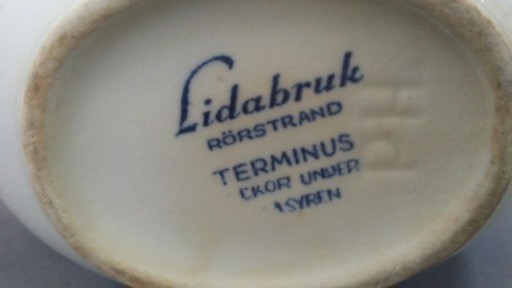 Lidabruk
RÖRSTRAND
TERMINUS
EKOR UNDER
ASYREN